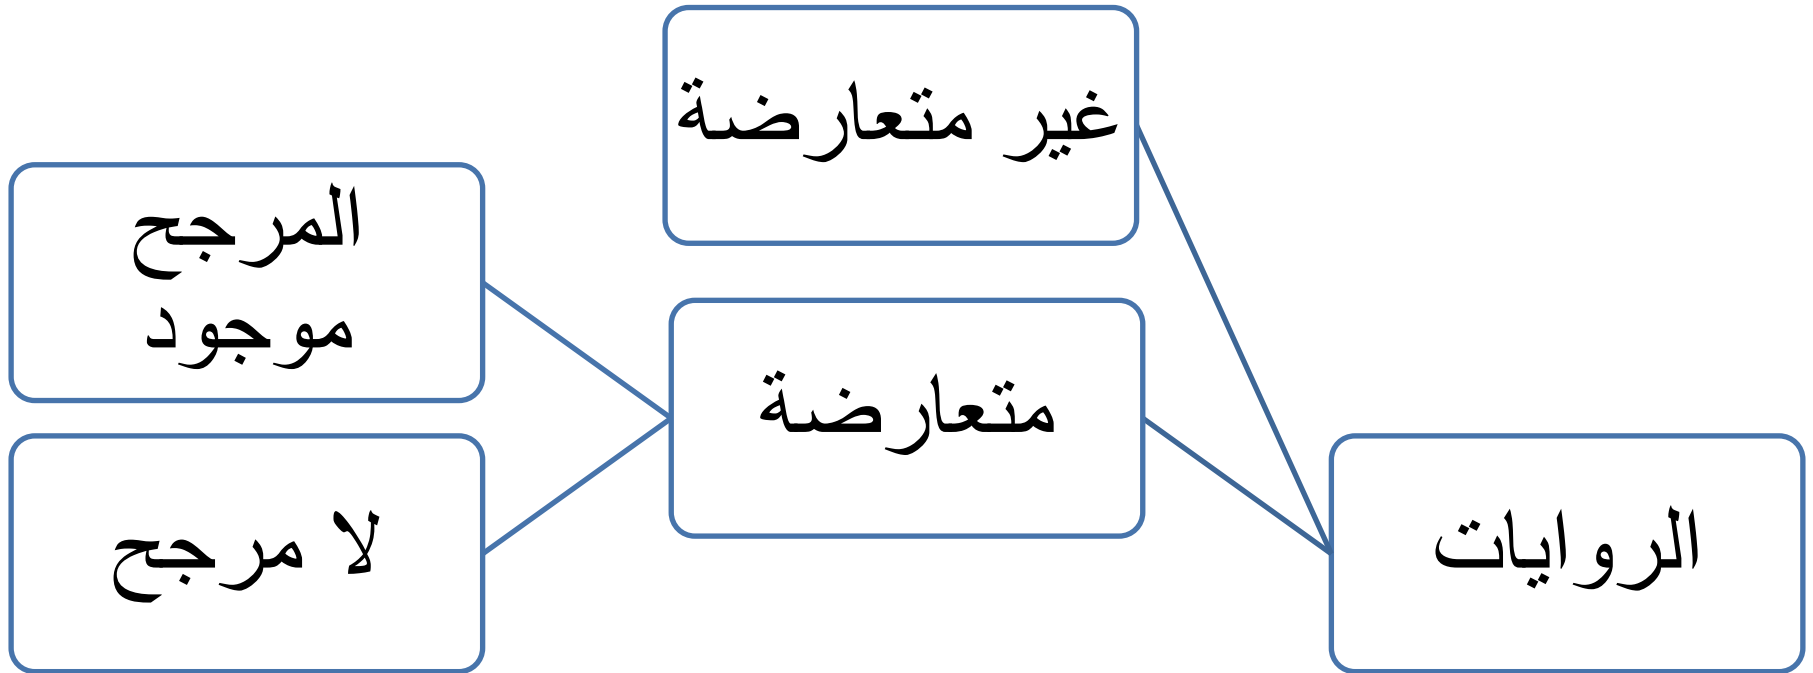 غير متعارضة
المرجح
موجود
متعارضة
لا مرجح
الروايات